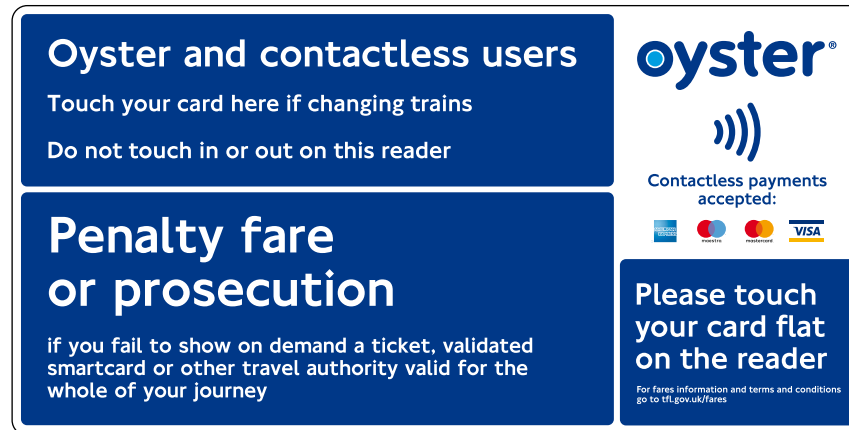 Oyster and contactless users
Touch your card here if changing trains
Do not touch in or out on this reader
Penalty fare
or prosecution
if you fail to show on demand a ticket, validated
smartcard or other travel authority valid for the
whole of your journey
oyster®
Contactless payments
accepted:
AMERICAN EXPRESS
maestro
mastercard
VISA
Please touch
your card flat
on the reader
For fares information and terms and conditions
go to tfl.gov.uk/fares